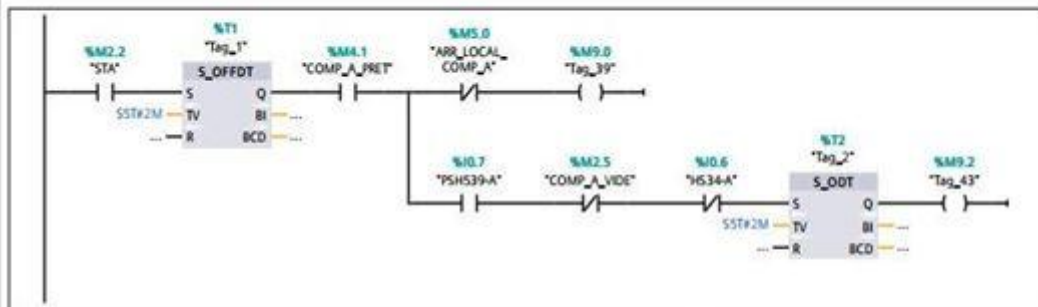 %T1
"Tag_1"
%M2.2
"STA"
S_OFFDT
S Q
S5T#2M TV BI ...
... R BCD ...
%M4.1
"COMP_A_PRET"
%M5.0
"ARR_LOCAL_
COMP_A"
%M9.0
"Tag_39"
%I0.7
"PSH539-A"
%M2.5
"COMP_A_VIDE"
%I0.6
"HS34-A"
%T2
"Tag_2"
S_ODT
S Q
S5T#2M TV BI ...
... R BCD ...
%M9.2
"Tag_43"